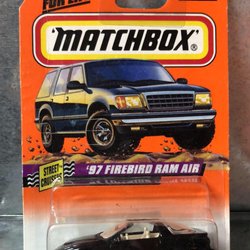 MATCHBOX®
STREET
CRUISERS
'97 FIREBIRD RAM AIR